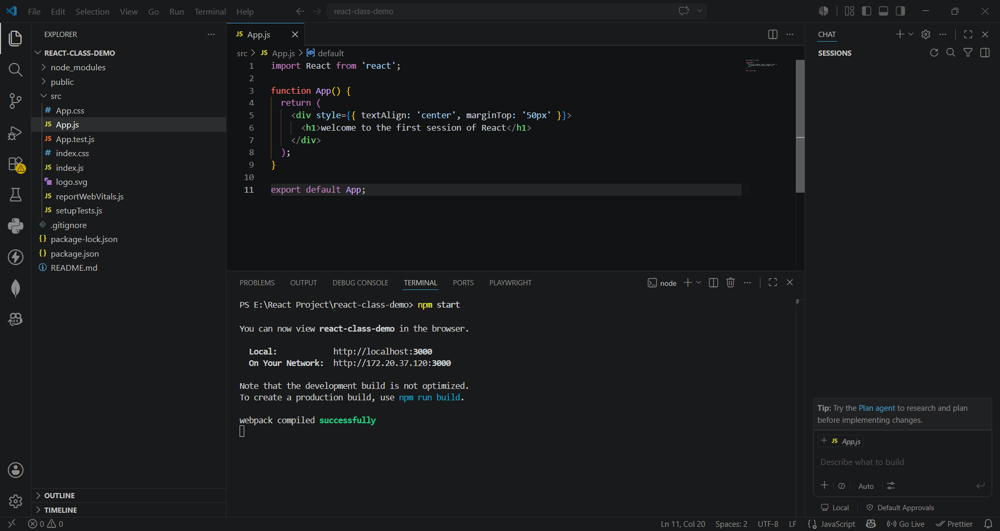 File Edit Selection View Go Run Terminal Help
react-class-demo
EXPLORER
REACT-CLASS-DEMO
node_modules
public
src
# App.css
JS App.js
JS App.test.js
# index.css
JS index.js
logo.svg
JS reportWebVitals.js
JS setupTests.js
.gitignore
{} package-lock.json
{} package.json
README.md
OUTLINE
TIMELINE
JS App.js
src > JS App.js > default
1 import React from 'react';
2
3 function App() {
4 return (
5 <div style={{ textAlign: 'center', marginTop: '50px' }}>
6 <h1>welcome to the first session of React</h1>
7 </div>
8 );
9 }
10
11 export default App;
PROBLEMS OUTPUT DEBUG CONSOLE TERMINAL PORTS PLAYWRIGHT
node
PS E:\React Project\react-class-demo> npm start
You can now view react-class-demo in the browser.
Local: http://localhost:3000
On Your Network: http://172.20.37.120:3000
Note that the development build is not optimized.
To create a production build, use npm run build.
webpack compiled successfully
CHAT
SESSIONS
Tip: Try the Plan agent to research and plan
before implementing changes.
JS App.js
Describe what to build
Auto
Local Default Approvals
0 0
Ln 11, Col 20 Spaces: 2 UTF-8 LF JavaScript Go Live Prettier